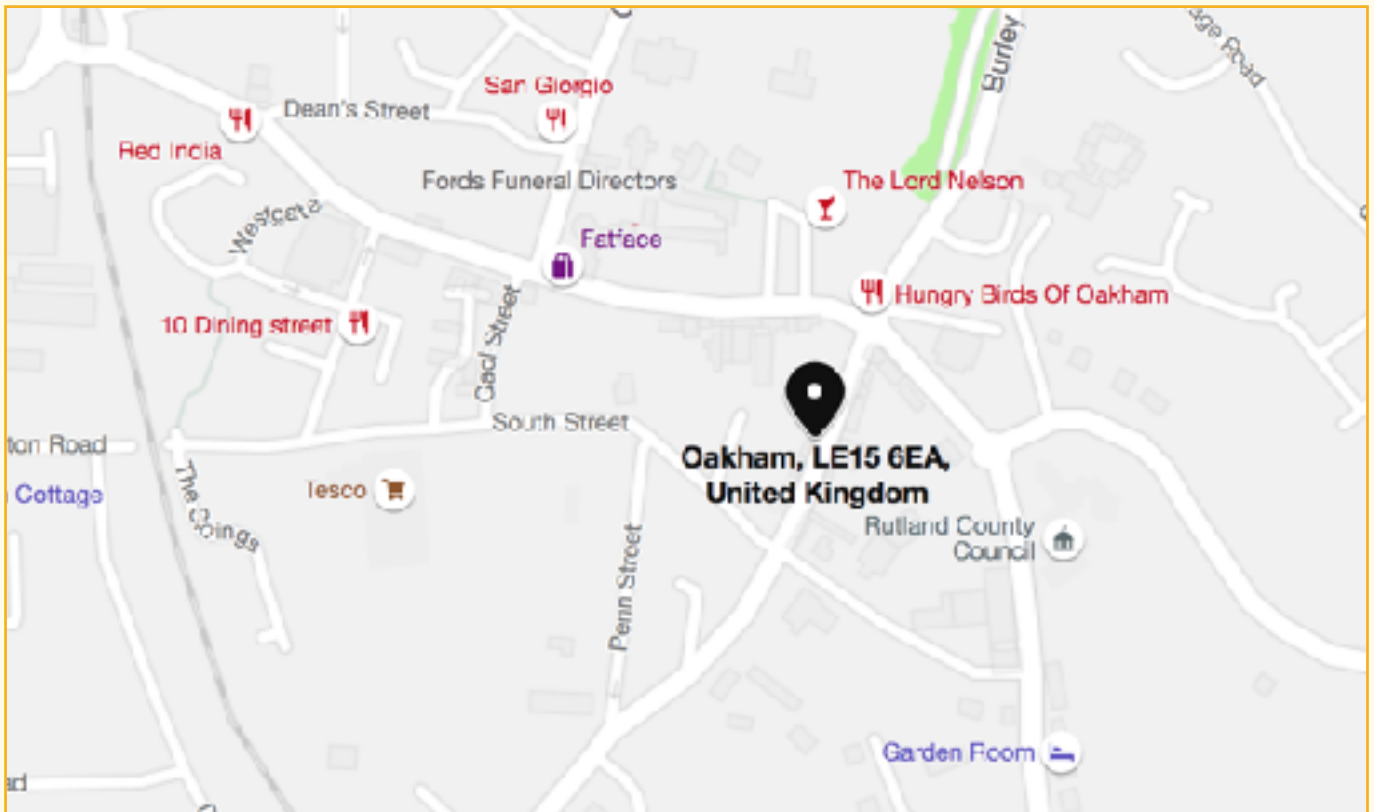 Burley
San Giorgio
Dean's Street
Red India
Fords Funeral Directors
The Lord Nelson
Westgate
Fatface
Hungry Birds Of Oakham
10 Dining street
Gaol Street
South Street
Oakham, LE15 6EA,
United Kingdom
ton Road
Cottage
Tesco
The
Rutland County
Council
Penn Street
Garden Room